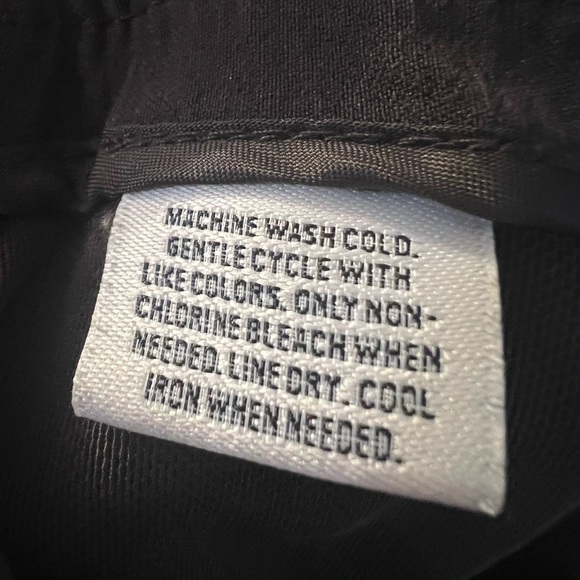 MACHINE WASH COLD.
GENTLE CYCLE WITH
LIKE COLORS. ONLY NON-
CHLORINE BLEACH WHEN
NEEDED. LINE DRY. COOL
IRON WHEN NEEDED.